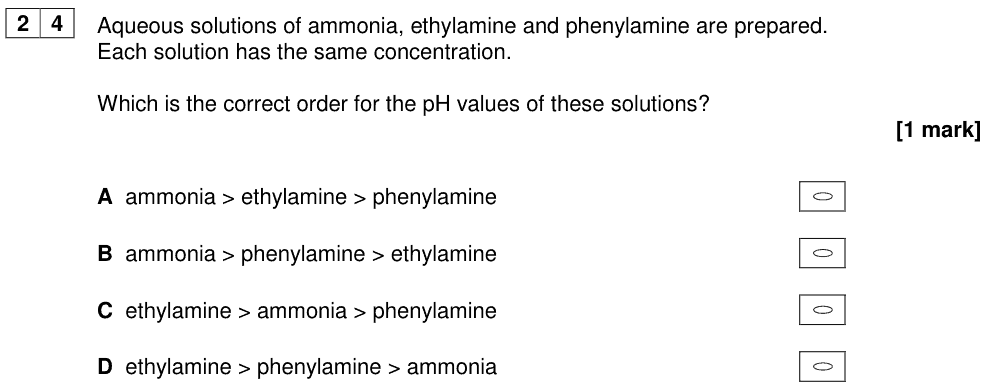 2 4 Aqueous solutions of ammonia, ethylamine and phenylamine are prepared.
Each solution has the same concentration.
Which is the correct order for the pH values of these solutions?
[1 mark]
A ammonia > ethylamine > phenylamine
B ammonia > phenylamine > ethylamine
C ethylamine > ammonia > phenylamine
D ethylamine > phenylamine > ammonia